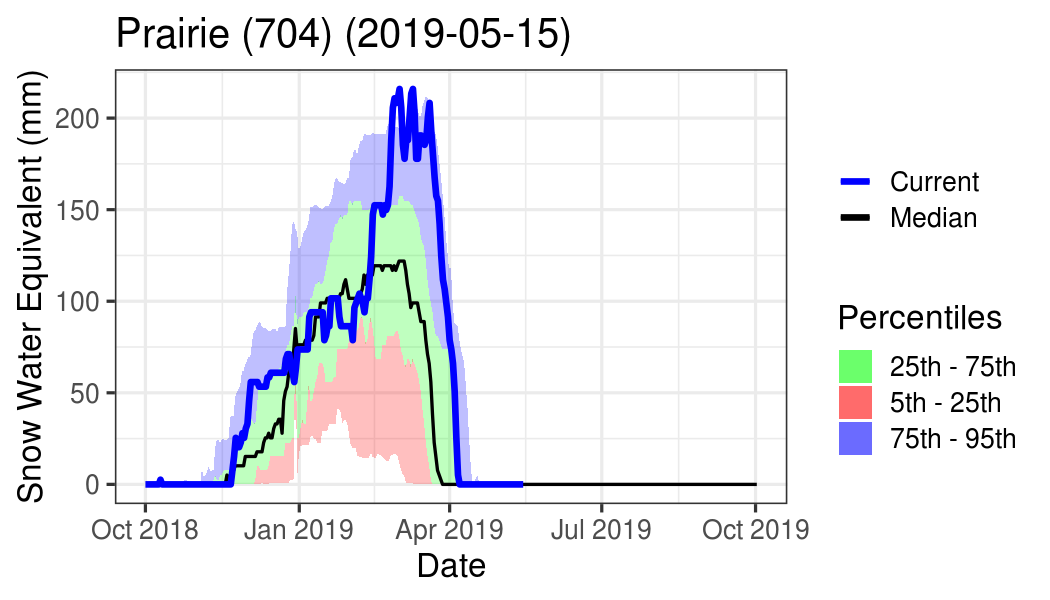 Prairie (704) (2019-05-15)
Snow Water Equivalent (mm)
200
150
100
50
0
Oct 2018
Jan 2019
Apr 2019
Jul 2019
Oct 2019
Date
Current
Median
Percentiles
25th - 75th
5th - 25th
75th - 95th